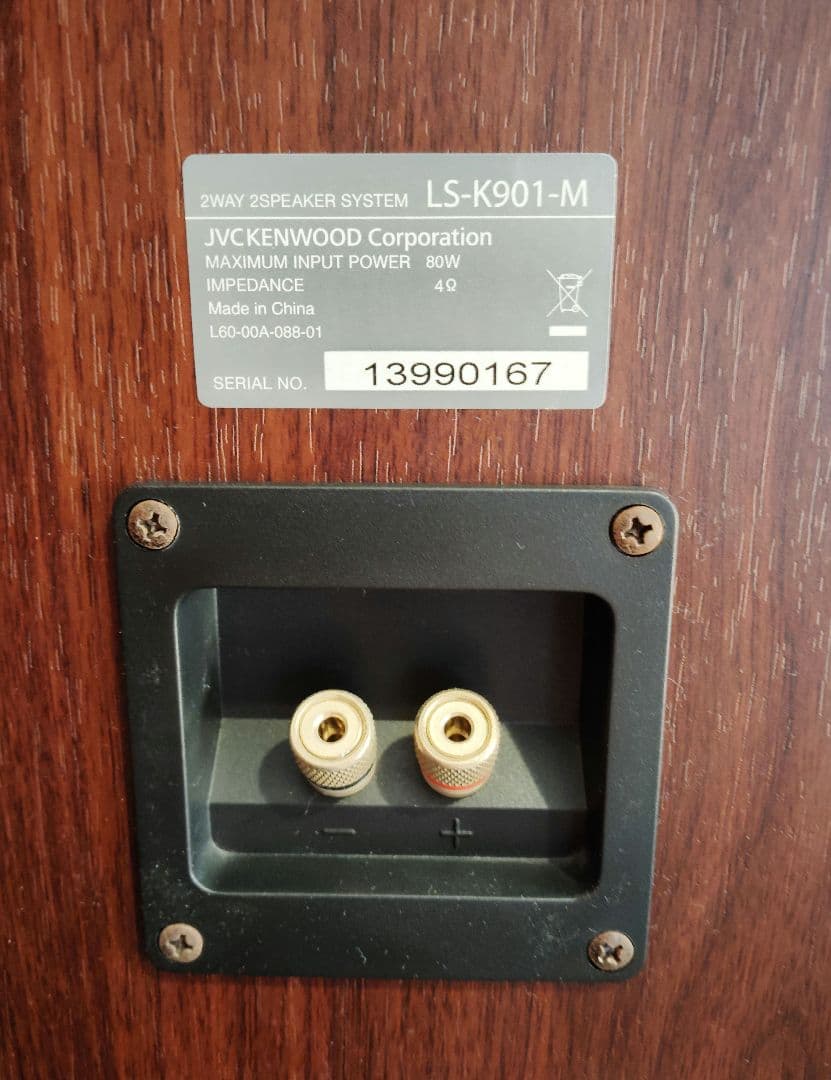 2WAY 2SPEAKER SYSTEM LS-K901-M
JVCKENWOOD Corporation
MAXIMUM INPUT POWER 80W
IMPEDANCE 4Ω
Made in China
L60-00A-088-01
SERIAL NO. 13990167
− +